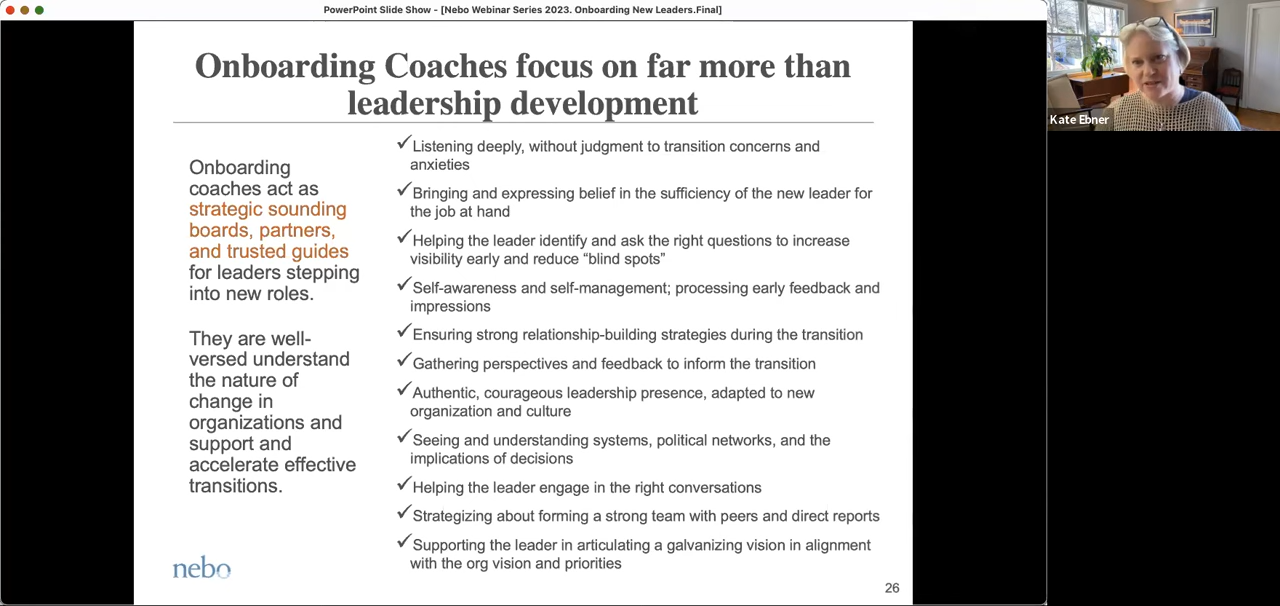 PowerPoint Slide Show - [Nebo Webinar Series 2023. Onboarding New Leaders.Final]
Onboarding Coaches focus on far more than
leadership development
Onboarding
coaches act as
strategic sounding
boards, partners,
and trusted guides
for leaders stepping
into new roles.
They are well-
versed understand
the nature of
change in
organizations and
support and
accelerate effective
transitions.
✓Listening deeply, without judgment to transition concerns and
anxieties
✓Bringing and expressing belief in the sufficiency of the new leader for
the job at hand
✓Helping the leader identify and ask the right questions to increase
visibility early and reduce “blind spots”
✓Self-awareness and self-management; processing early feedback and
impressions
✓Ensuring strong relationship-building strategies during the transition
✓Gathering perspectives and feedback to inform the transition
✓Authentic, courageous leadership presence, adapted to new
organization and culture
✓Seeing and understanding systems, political networks, and the
implications of decisions
✓Helping the leader engage in the right conversations
✓Strategizing about forming a strong team with peers and direct reports
✓Supporting the leader in articulating a galvanizing vision in alignment
with the org vision and priorities
nebo
26
Kate Ebner